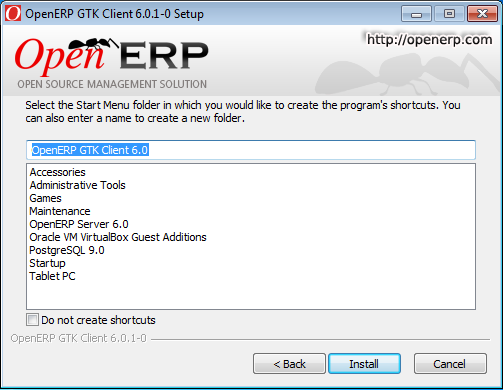 OpenERP GTK Client 6.0.1-0 Setup
Open ERP
http://openerp.com
OPEN SOURCE MANAGEMENT SOLUTION
Select the Start Menu folder in which you would like to create the program's shortcuts. You
can also enter a name to create a new folder.
OpenERP GTK Client 6.0
Accessories
Administrative Tools
Games
Maintenance
OpenERP Server 6.0
Oracle VM VirtualBox Guest Additions
PostgreSQL 9.0
Startup
Tablet PC
Do not create shortcuts
OpenERP GTK Client 6.0.1-0
< Back
Install
Cancel